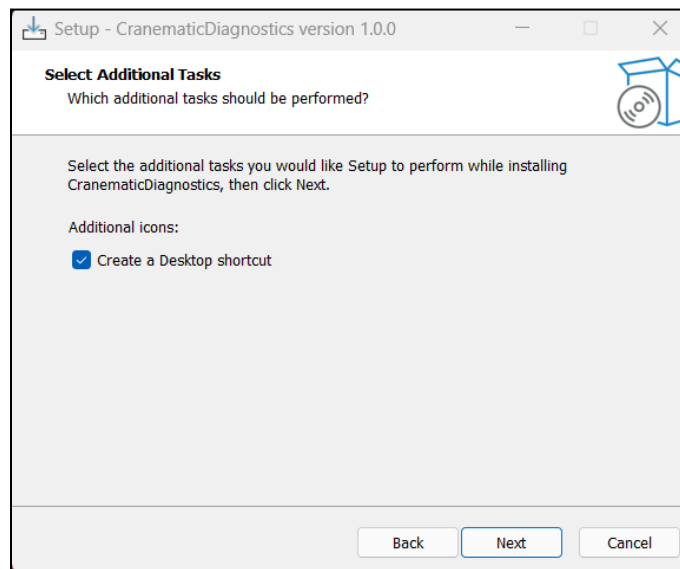 Setup - CranematicDiagnostics version 1.0.0
Select Additional Tasks
Which additional tasks should be performed?
Select the additional tasks you would like Setup to perform while installing
CranematicDiagnostics, then click Next.
Additional icons:
Create a Desktop shortcut
Back Next Cancel